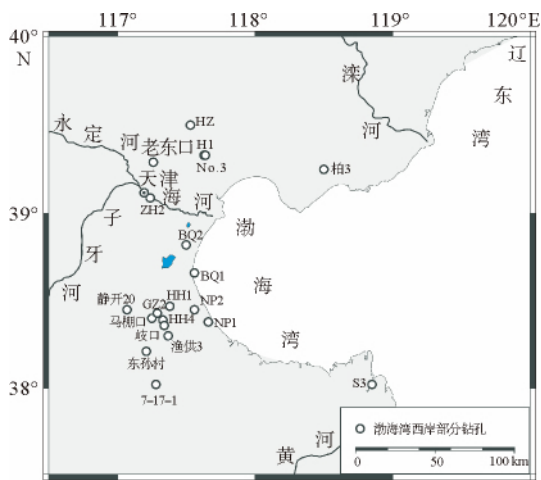 117° 118° 119° 120°E
40°
N
辽东湾
滦河
HZ
永定河
老东口
H1
No.3
柏3
天津
海河
39°
ZH2
子牙河
渤海湾
BQ2
BQ1
静开20
GZ2
HH1
NP2
马棚口
HH4
NP1
岐口
渔供3
东孙村
38°
7-17-1
S3
黄河
渤海湾西岸部分钻孔
0 50 100 km